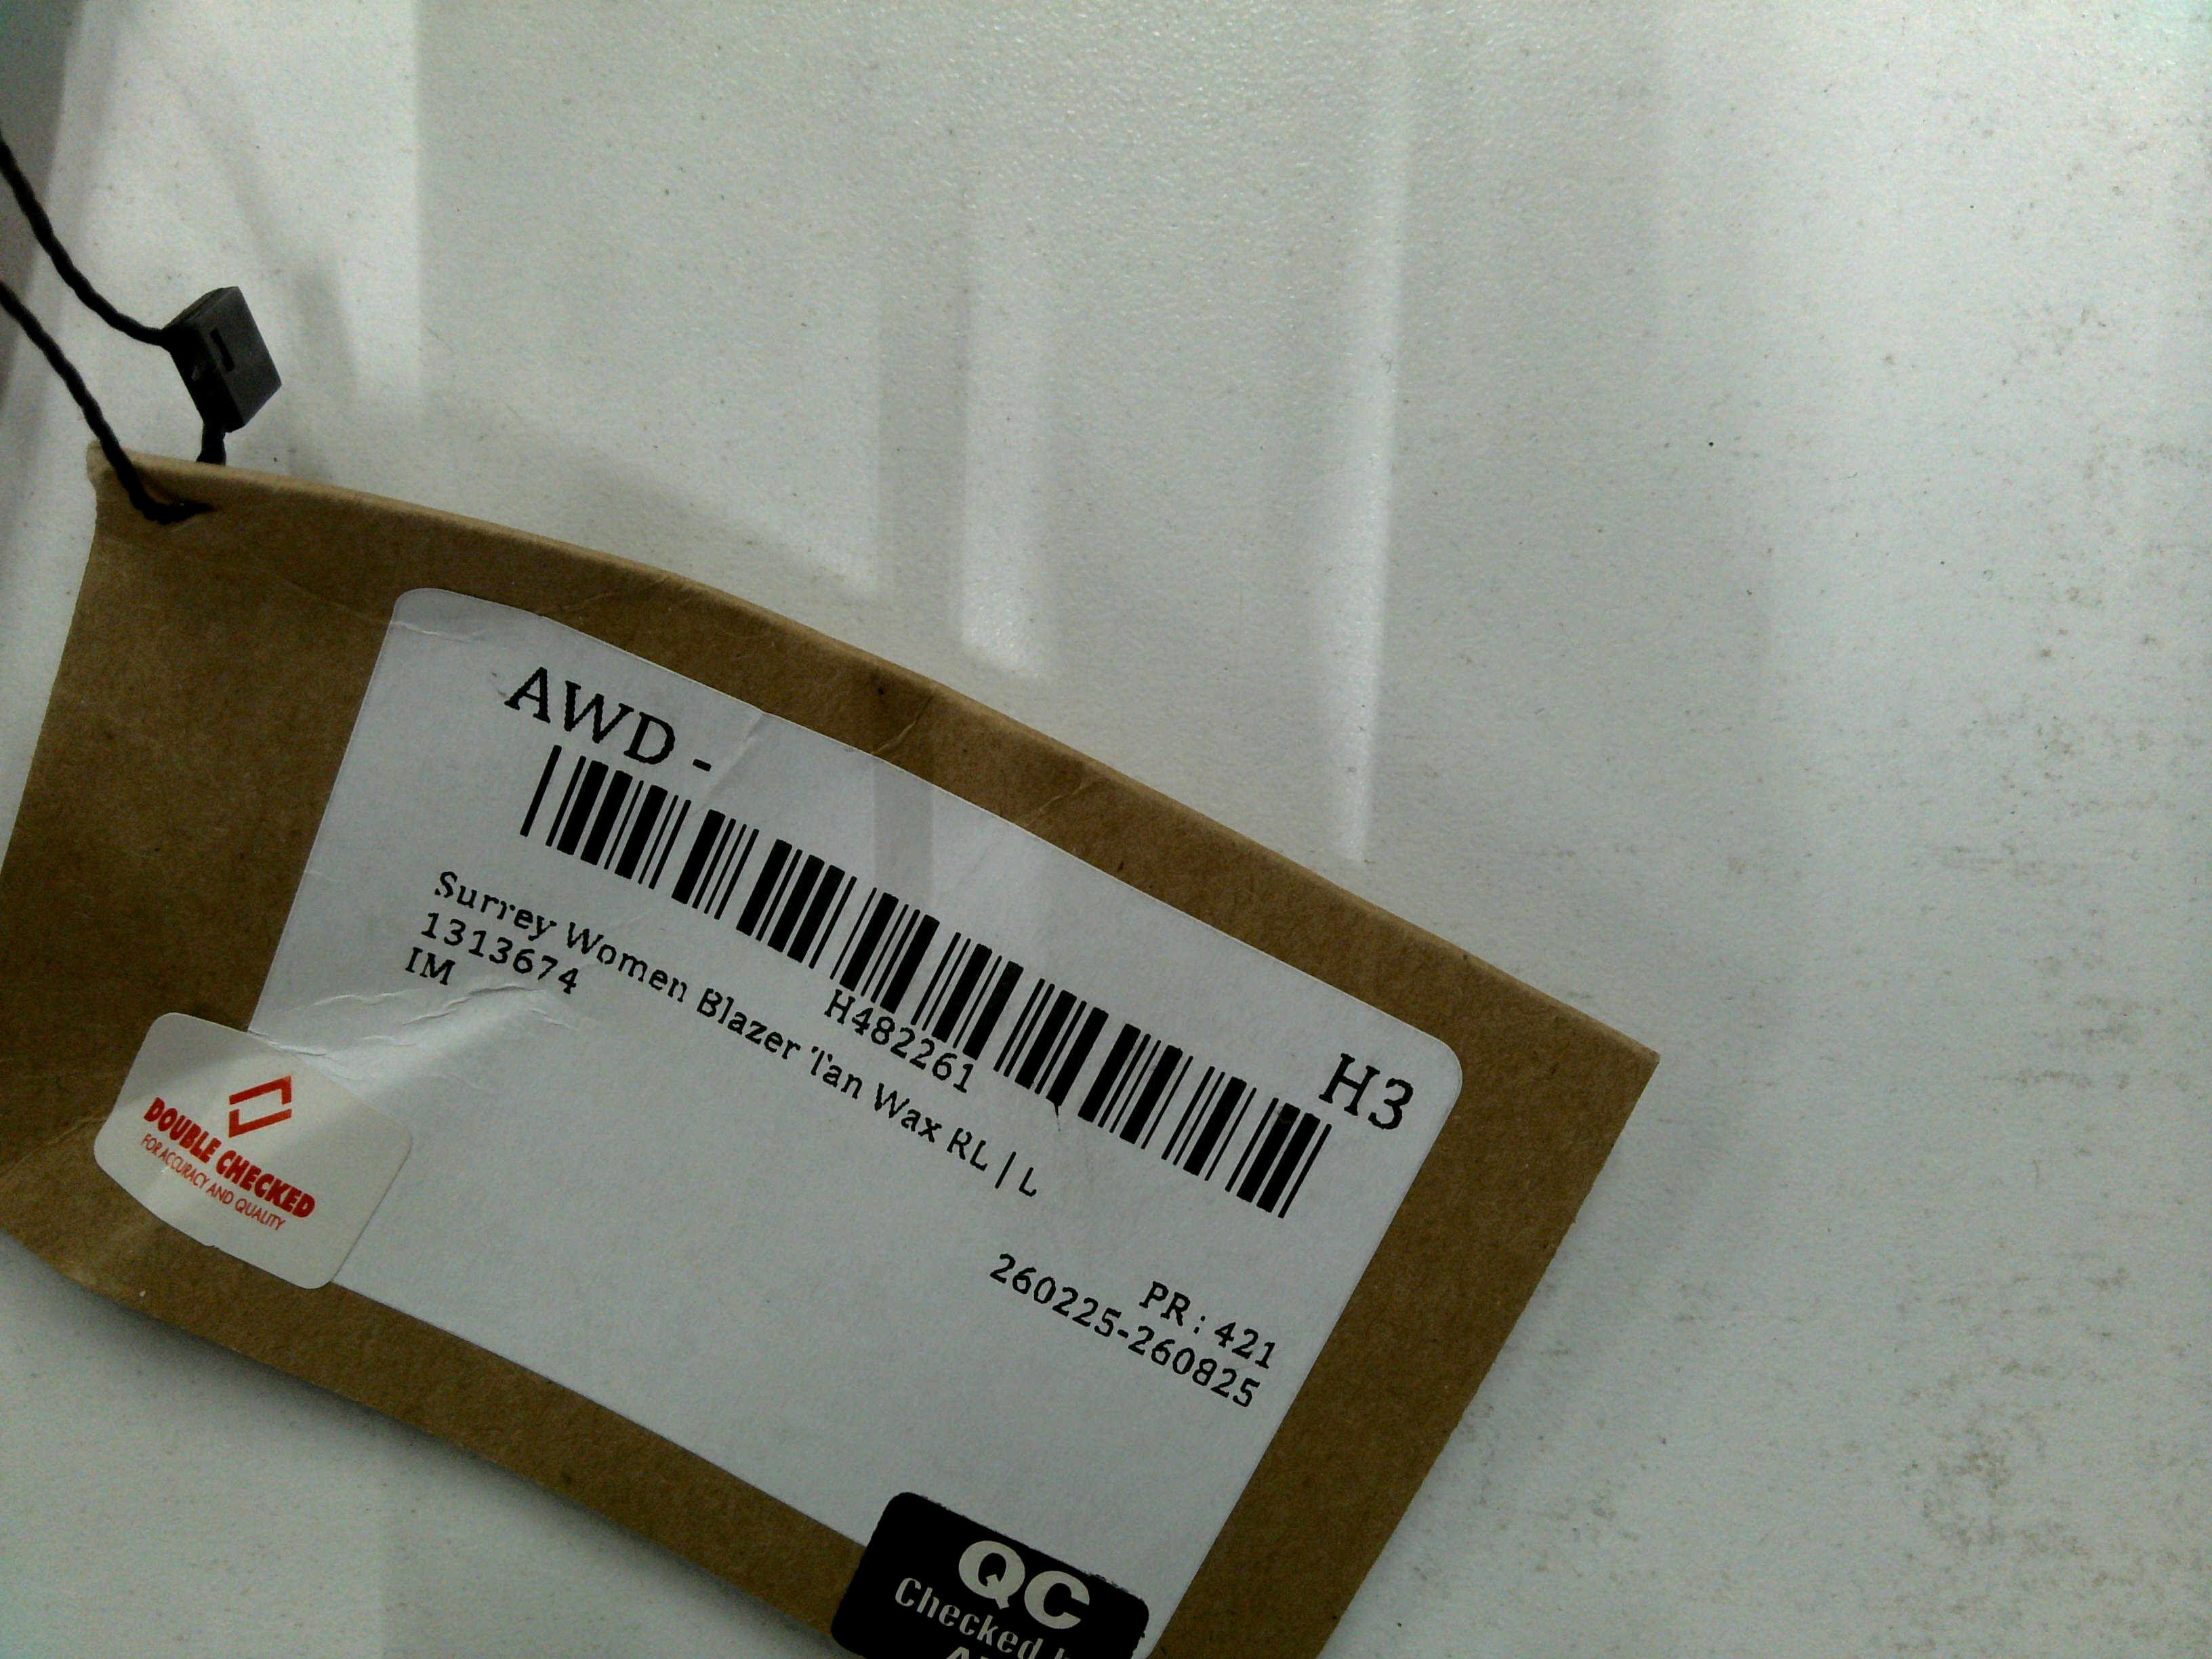 AWD -
H3
H482261
Surrey Women Blazer Tan Wax RL | L
1313674
IM
PR : 421
260225-260825
DOUBLE CHECKED
FOR ACCURACY AND QUALITY
QC
Checked